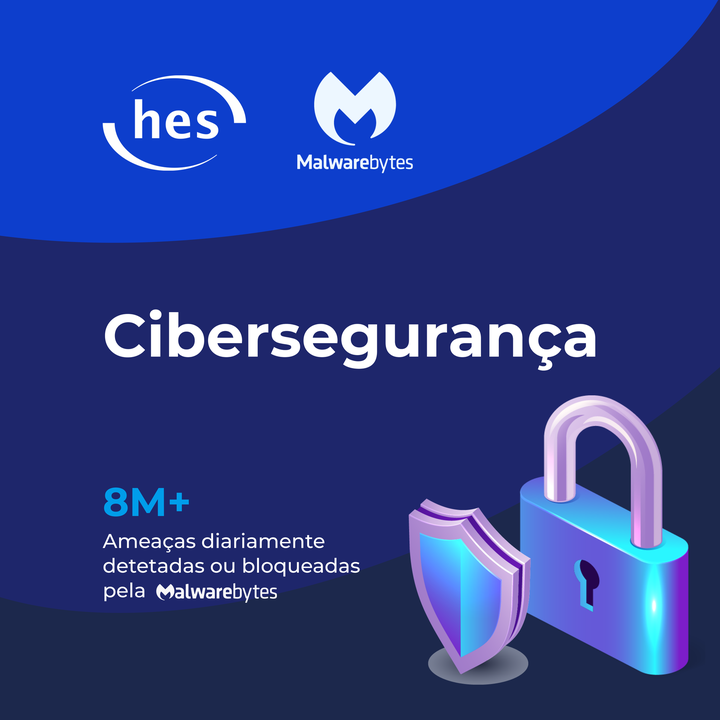 hes
Malwarebytes
Cibersegurança
8M+
Ameaças diariamente
detetadas ou bloqueadas
pela Malwarebytes